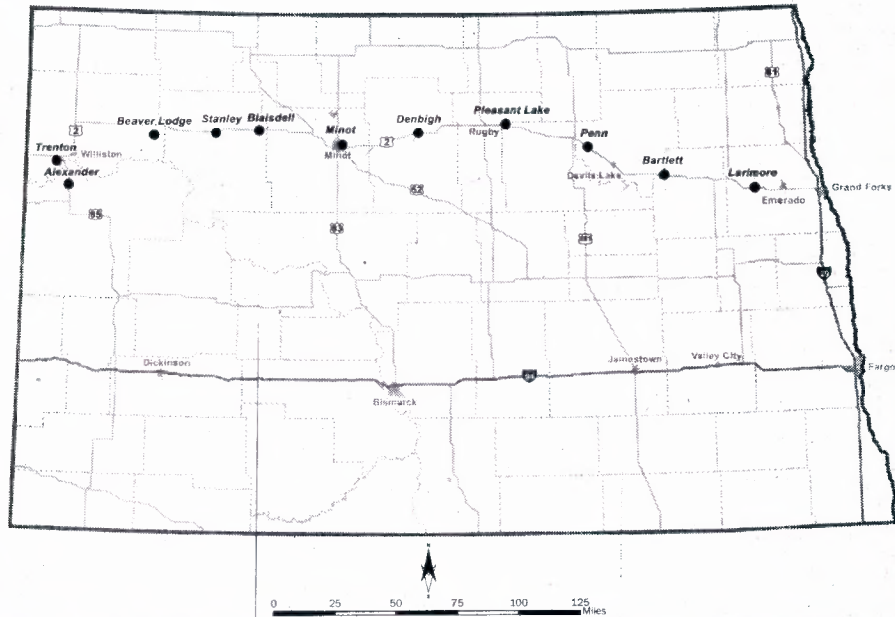 81
Pleasant Lake
Beaver Lodge
Stanley
Blaisdell
Minot
Denbigh
2
2
Rugby
Penn
Trenton
Williston
Minot
Bartlett
Devils Lake
Larimore
Alexander
52
Grand Forks
Emerado
85
83
281
29
Dickinson
Jamestown
Valley City
94
Fargo
Bismarck
0 25 50 75 100 125
Miles